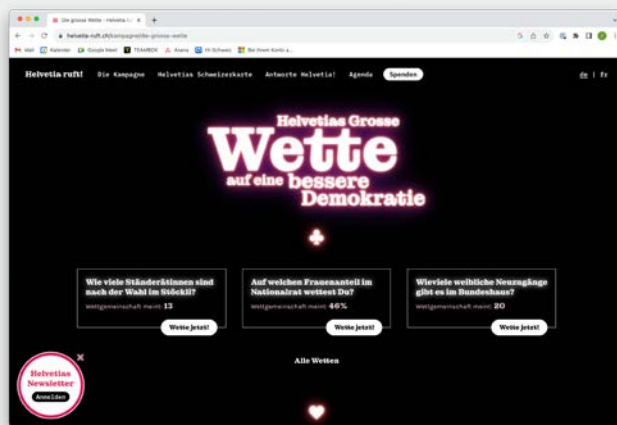 Die grosse Wette - Helvetia ru
helvetia-ruft.ch/kampagne/die-grosse-wette
Mail Kalender Google Meet TEAMBOX Asana Hi Schweiz Bei Ihrem Konto a...
Helvetia ruft! Die Kampagne Helvetias Schweizerkarte Antworte Helvetia! Agenda Spenden de | fr
Helvetias Grosse
Wette
auf eine bessere
Demokratie
Wie viele Ständerätinnen sind
nach der Wahl im Stöckli?
Wettgemeinschaft meint: 13
Wette jetzt!
Auf welchen Frauenanteil im
Nationalrat wettest Du?
Wettgemeinschaft meint: 46%
Wette jetzt!
Wieviele weibliche Neuzugänge
gibt es im Bundeshaus?
Wettgemeinschaft meint: 20
Wette jetzt!
Alle Wetten
Helvetias
Newsletter
Anmelden